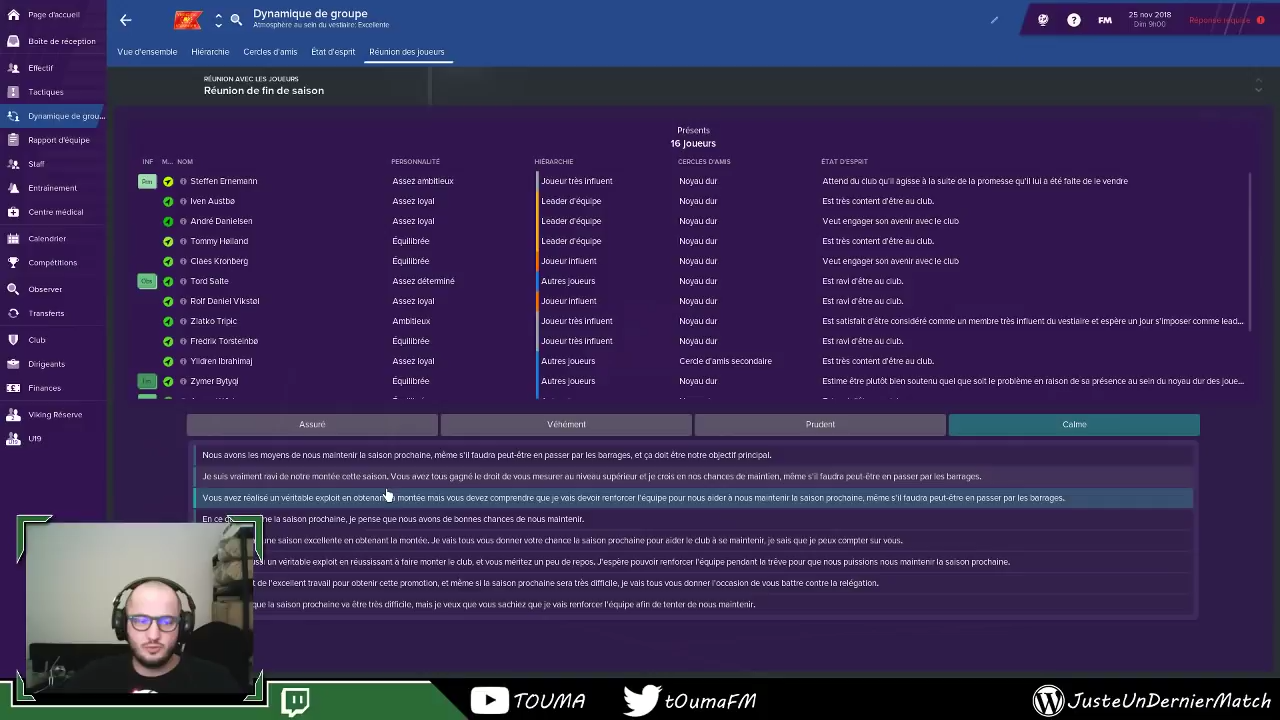 Page d'accueil
Boîte de réception
Effectif
Tactiques
Dynamique de grou...
Rapport d'équipe
Staff
Entraînement
Centre médical
Calendrier
Compétitions
Observer
Transferts
Club
Dirigeants
Finances
Viking Réserve
U19
Dynamique de groupe
Atmosphère au sein du vestiaire: Excellente
FM
25 nov 2018
Dim 9h00
Réponse requise
Vue d'ensemble Hiérarchie Cercles d'amis État d'esprit Réunion des joueurs
RÉUNION AVEC LES JOUEURS
Réunion de fin de saison
Présents
16 Joueurs
INF M... NOM PERSONNALITÉ HIÉRARCHIE CERCLES D'AMIS ÉTAT D'ESPRIT
Prm Steffen Ernemann Assez ambitieux Joueur très influent Noyau dur Attend du club qu'il agisse à la suite de la promesse qu'il lui a été faite de le vendre
Iven Austbø Assez loyal Leader d'équipe Noyau dur Est très content d'être au club.
André Danielsen Assez loyal Leader d'équipe Noyau dur Veut engager son avenir avec le club
Tommy Høiland Équilibrée Leader d'équipe Noyau dur Est très content d'être au club.
Claes Kronberg Équilibrée Joueur influent Noyau dur Veut engager son avenir avec le club
Obs Tord Salte Assez déterminé Autres joueurs Noyau dur Est ravi d'être au club.
Rolf Daniel Vikstøl Assez loyal Joueur influent Noyau dur Est ravi d'être au club.
Zlatko Tripic Ambitieux Joueur très influent Noyau dur Est satisfait d'être considéré comme un membre très influent du vestiaire et espère un jour s'imposer comme lead...
Fredrik Torsteinbø Équilibrée Joueur très influent Noyau dur Est ravi d'être au club.
Ylldren Ibrahimaj Assez loyal Autres joueurs Cercle d'amis secondaire Est très content d'être au club.
Zymer Bytyqi Équilibrée Autres joueurs Noyau dur Estime être plutôt bien soutenu quel que soit le problème en raison de sa présence au sein du noyau dur des joue...
Assuré Véhément Prudent Calme
Nous avons les moyens de nous maintenir la saison prochaine, même s'il faudra peut-être en passer par les barrages, et ça doit être notre objectif principal.
Je suis vraiment ravi de notre montée cette saison. Vous avez tous gagné le droit de vous mesurer au niveau supérieur et je crois en nos chances de maintien, même s'il faudra peut-être en passer par les barrages.
Vous avez réalisé un véritable exploit en obtenant montée mais vous devez comprendre que je vais devoir renforcer l'équipe pour nous aider à nous maintenir la saison prochaine, même s'il faudra peut-être en passer par les barrages.
En ce ne la saison prochaine, je pense que nous avons de bonnes chances de nous maintenir.
une saison excellente en obtenant la montée. Je vais tous vous donner votre chance la saison prochaine pour aider le club à se maintenir, je sais que je peux compter sur vous.
un véritable exploit en réussissant à faire monter le club, et vous méritez un peu de repos. J'espère pouvoir renforcer l'équipe pendant la trêve pour que nous puissions nous maintenir la saison prochaine.
de l'excellent travail pour obtenir cette promotion, et même si la saison prochaine sera très difficile, je vais tous vous donner l'occasion de vous battre contre la relégation.
que la saison prochaine va être très difficile, mais je veux que vous sachiez que je vais renforcer l'équipe afin de tenter de nous maintenir.
TOUMA tOumaFM JusteUnDernierMatch